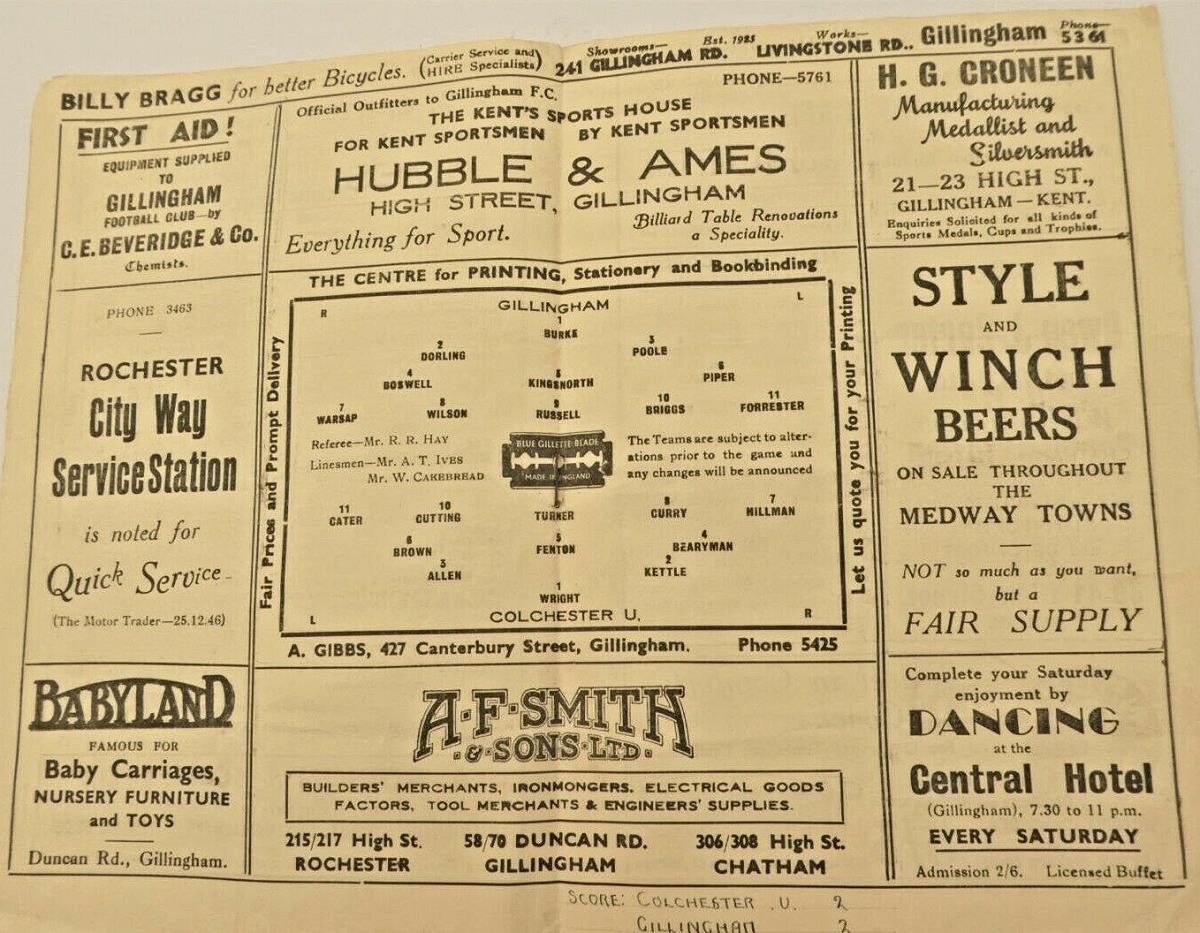 BILLY BRAGG for better Bicycles. (Carrier Service and HIRE Specialists) Showrooms— 241 GILLINGHAM RD. Est. 1925 Works— LIVINGSTONE RD., Gillingham Phone— 5361
FIRST AID!
EQUIPMENT SUPPLIED
TO
GILLINGHAM
FOOTBALL CLUB—by
C. E. BEVERIDGE & Co.
Chemists.
PHONE 3463
ROCHESTER
City Way
Service Station
is noted for
Quick Service-
(The Motor Trader—25.12.46)
BABYLAND
FAMOUS FOR
Baby Carriages,
NURSERY FURNITURE
and TOYS
Duncan Rd., Gillingham.
Official Outfitters to Gillingham F.C.
PHONE—5761
THE KENT'S SPORTS HOUSE
FOR KENT SPORTSMEN BY KENT SPORTSMEN
HUBBLE & AMES
HIGH STREET, GILLINGHAM
Everything for Sport.
Billiard Table Renovations
a Speciality.
THE CENTRE for PRINTING, Stationery and Bookbinding
Fair Prices and Prompt Delivery
Let us quote you for your Printing
R GILLINGHAM L
1
BURKE
2 3
DORLING POOLE
4 5 6
BOSWELL KINGSNORTH PIPER
7 8 9 10 11
WARSAP WILSON RUSSELL BRIGGS FORRESTER
Referee—Mr. R. R. HAY
Linesmen—Mr. A. T. IVES
Mr. W. CAKEBREAD
BLUE GILLETTE BLADE
MADE IN ENGLAND
The Teams are subject to alter-
ations prior to the game and
any changes will be announced
11 10 9 8 7
CATER CUTTING TURNER CURRY HILLMAN
6 5 4
BROWN FENTON BEARYMAN
3 2
ALLEN KETTLE
1
WRIGHT
L COLCHESTER U, R
A. GIBBS, 427 Canterbury Street, Gillingham. Phone 5425
A·F·SMITH
·&·SONS·LTD·
BUILDERS' MERCHANTS, IRONMONGERS. ELECTRICAL GOODS
FACTORS, TOOL MERCHANTS & ENGINEERS' SUPPLIES.
215/217 High St. 58/70 DUNCAN RD. 306/308 High St.
ROCHESTER GILLINGHAM CHATHAM
H. G. CRONEEN
Manufacturing
Medallist and
Silversmith
21—23 HIGH ST.,
GILLINGHAM — KENT.
Enquiries Solicited for all kinds of
Sports Medals, Cups and Trophies.
STYLE
AND
WINCH
BEERS
ON SALE THROUGHOUT
THE
MEDWAY TOWNS
NOT so much as you want,
but a
FAIR SUPPLY
Complete your Saturday
enjoyment by
DANCING
at the
Central Hotel
(Gillingham), 7.30 to 11 p.m.
EVERY SATURDAY
Admission 2/6. Licensed Buffet
SCORE: COLCHESTER .U. 2
GILLINGHAM 2